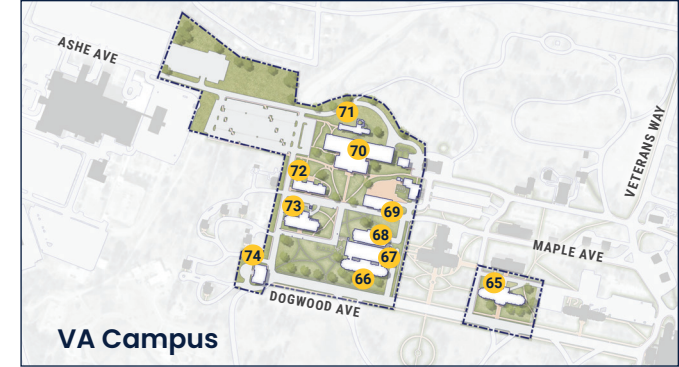 ASHE AVE
71
70
VETERANS WAY
72
73
69
68
MAPLE AVE
74
67
66
65
DOGWOOD AVE
VA Campus